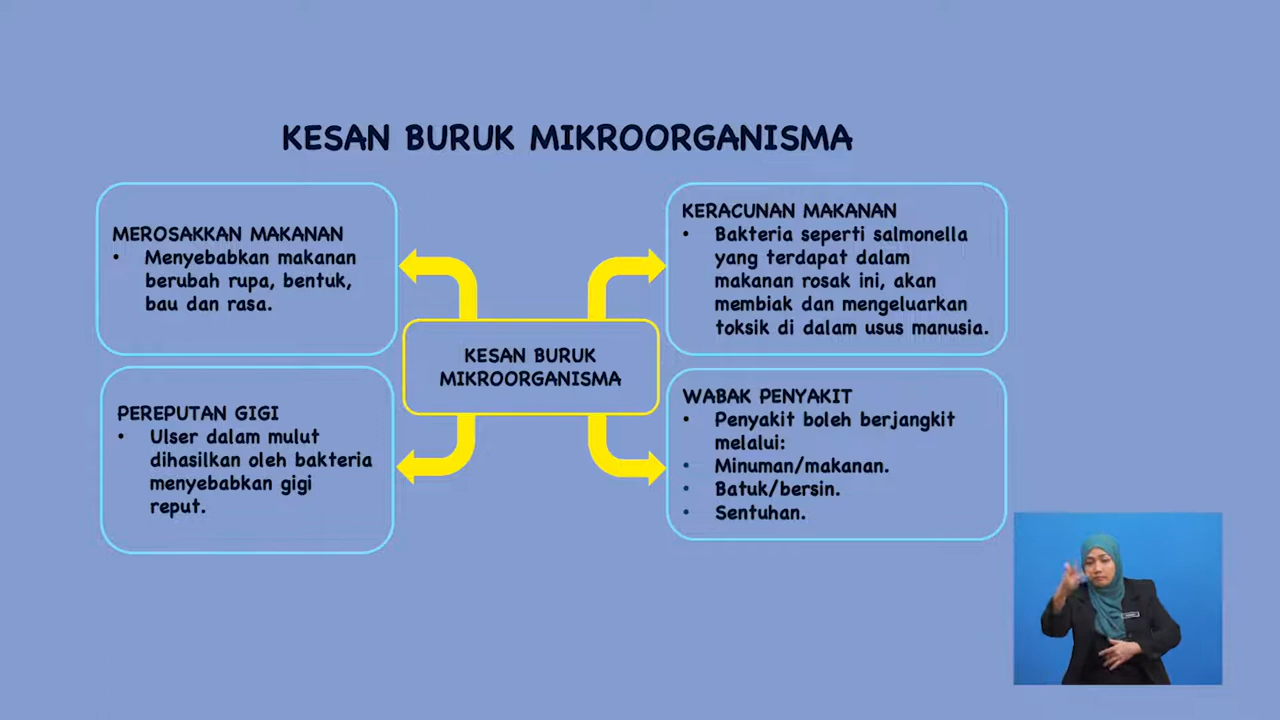 KESAN BURUK MIKROORGANISMA
MEROSAKKAN MAKANAN
• Menyebabkan makanan
berubah rupa, bentuk,
bau dan rasa.
KERACUNAN MAKANAN
• Bakteria seperti salmonella
yang terdapat dalam
makanan rosak ini, akan
membiak dan mengeluarkan
toksik di dalam usus manusia.
KESAN BURUK
MIKROORGANISMA
PEREPUTAN GIGI
• Ulser dalam mulut
dihasilkan oleh bakteria
menyebabkan gigi
reput.
WABAK PENYAKIT
• Penyakit boleh berjangkit
melalui:
• Minuman/makanan.
• Batuk/bersin.
• Sentuhan.